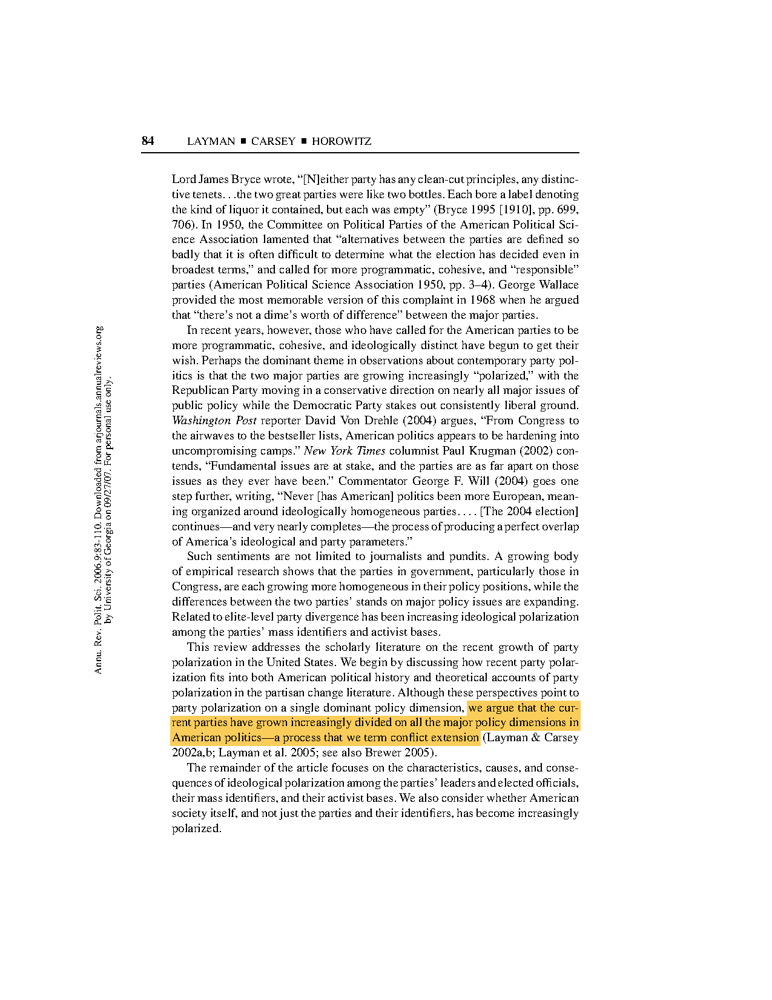 84 LAYMAN ■ CARSEY ■ HOROWITZ
Lord James Bryce wrote, “[N]either party has any clean-cut principles, any distinc-
tive tenets. . .the two great parties were like two bottles. Each bore a label denoting
the kind of liquor it contained, but each was empty” (Bryce 1995 [1910], pp. 699,
706). In 1950, the Committee on Political Parties of the American Political Sci-
ence Association lamented that “alternatives between the parties are defined so
badly that it is often difficult to determine what the election has decided even in
broadest terms,” and called for more programmatic, cohesive, and “responsible”
parties (American Political Science Association 1950, pp. 3–4). George Wallace
provided the most memorable version of this complaint in 1968 when he argued
that “there’s not a dime’s worth of difference” between the major parties.
In recent years, however, those who have called for the American parties to be
more programmatic, cohesive, and ideologically distinct have begun to get their
wish. Perhaps the dominant theme in observations about contemporary party pol-
itics is that the two major parties are growing increasingly “polarized,” with the
Republican Party moving in a conservative direction on nearly all major issues of
public policy while the Democratic Party stakes out consistently liberal ground.
Washington Post reporter David Von Drehle (2004) argues, “From Congress to
the airwaves to the bestseller lists, American politics appears to be hardening into
uncompromising camps.” New York Times columnist Paul Krugman (2002) con-
tends, “Fundamental issues are at stake, and the parties are as far apart on those
issues as they ever have been.” Commentator George F. Will (2004) goes one
step further, writing, “Never [has American] politics been more European, mean-
ing organized around ideologically homogeneous parties. . . . [The 2004 election]
continues—and very nearly completes—the process of producing a perfect overlap
of America’s ideological and party parameters.”
Such sentiments are not limited to journalists and pundits. A growing body
of empirical research shows that the parties in government, particularly those in
Congress, are each growing more homogeneous in their policy positions, while the
differences between the two parties’ stands on major policy issues are expanding.
Related to elite-level party divergence has been increasing ideological polarization
among the parties’ mass identifiers and activist bases.
This review addresses the scholarly literature on the recent growth of party
polarization in the United States. We begin by discussing how recent party polar-
ization fits into both American political history and theoretical accounts of party
polarization in the partisan change literature. Although these perspectives point to
party polarization on a single dominant policy dimension, we argue that the cur-
rent parties have grown increasingly divided on all the major policy dimensions in
American politics—a process that we term conflict extension (Layman & Carsey
2002a,b; Layman et al. 2005; see also Brewer 2005).
The remainder of the article focuses on the characteristics, causes, and conse-
quences of ideological polarization among the parties’ leaders and elected officials,
their mass identifiers, and their activist bases. We also consider whether American
society itself, and not just the parties and their identifiers, has become increasingly
polarized.
Annu. Rev. Polit. Sci. 2006.9:83-110. Downloaded from arjournals.annualreviews.org
by University of Georgia on 09/27/07. For personal use only.